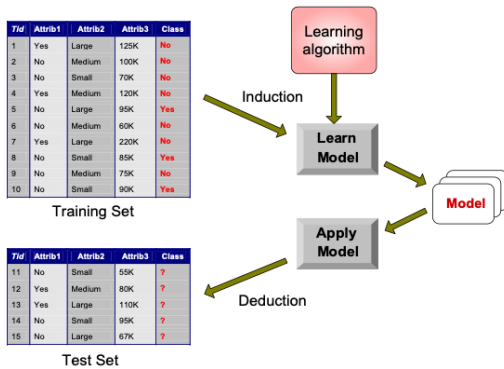 Tid Attrib1 Attrib2 Attrib3 Class
1 Yes Large 125K No
2 No Medium 100K No
3 No Small 70K No
4 Yes Medium 120K No
5 No Large 95K Yes
6 No Medium 60K No
7 Yes Large 220K No
8 No Small 85K Yes
9 No Medium 75K No
10 No Small 90K Yes
Training Set
Learning
algorithm
Induction
Learn
Model
Model
Apply
Model
Deduction
Tid Attrib1 Attrib2 Attrib3 Class
11 No Small 55K ?
12 Yes Medium 80K ?
13 Yes Large 110K ?
14 No Small 95K ?
15 No Large 67K ?
Test Set